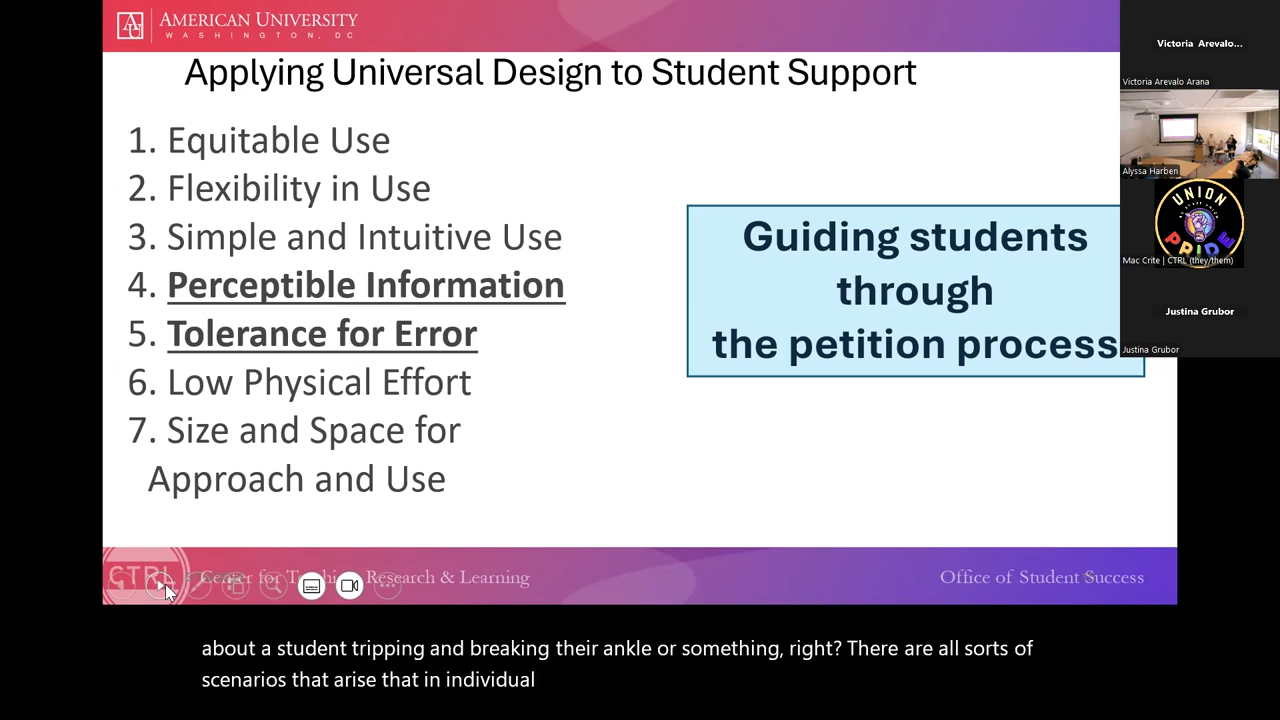 AMERICAN UNIVERSITY
WASHINGTON, DC
Applying Universal Design to Student Support
1. Equitable Use
2. Flexibility in Use
3. Simple and Intuitive Use
4. Perceptible Information
5. Tolerance for Error
6. Low Physical Effort
7. Size and Space for
Approach and Use
Guiding students
through
the petition process
CTRL
Center for Teaching Research & Learning
Office of Student Success
about a student tripping and breaking their ankle or something, right? There are all sorts of
scenarios that arise that in individual
Victoria Arevalo...
Victoria Arevalo Arana
Alyssa Harben
UNION
PRIDE
Mac Crite | CTRL (they/them)
Justina Grubor
Justina Grubor